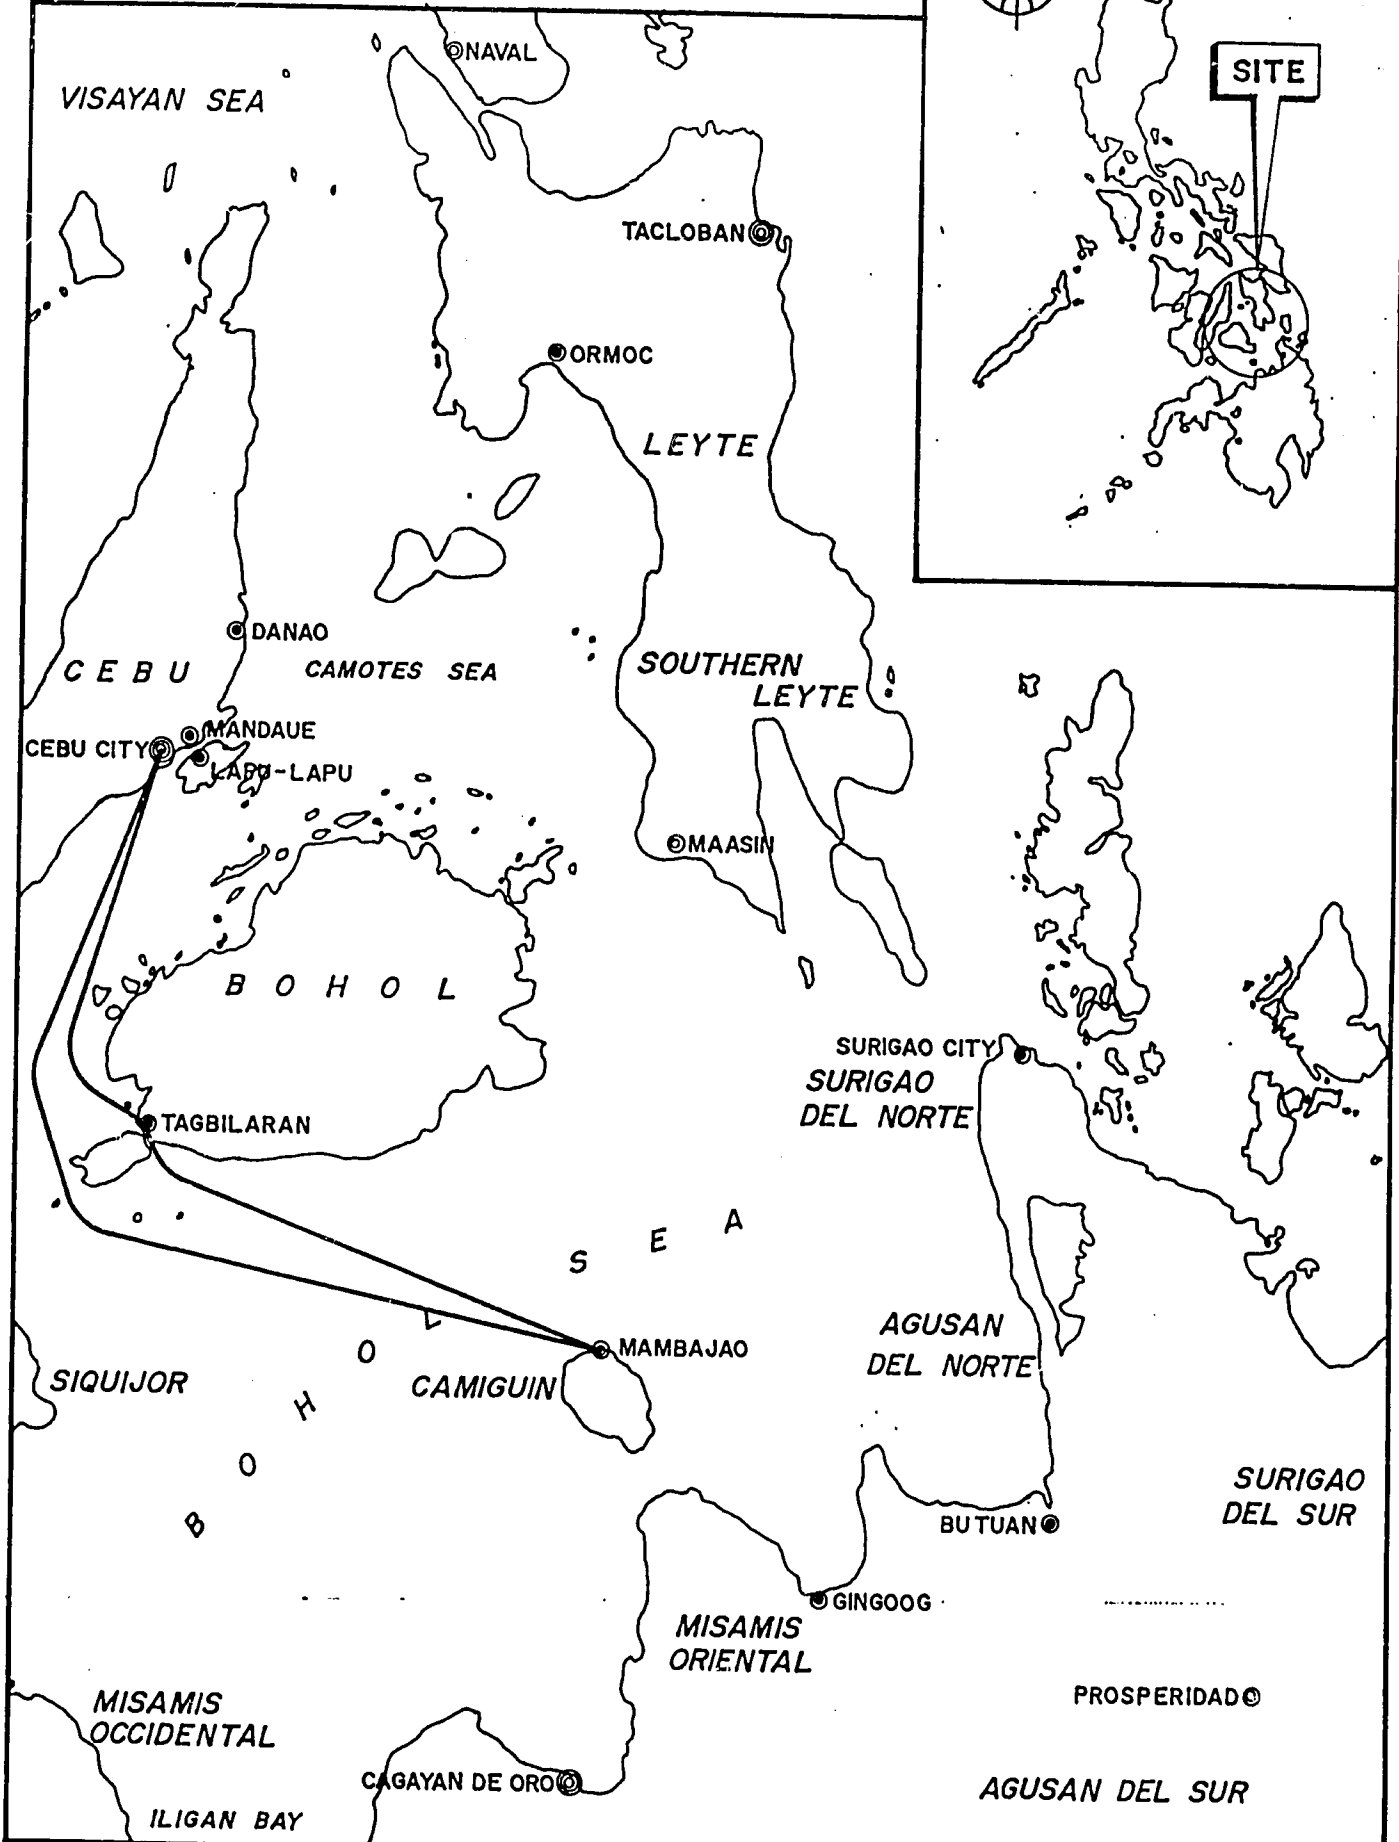 NAVAL
VISAYAN SEA
SITE
TACLOBAN
ORMOC
LEYTE
DANAO
CEBU
CAMOTES SEA
SOUTHERN
LEYTE
MANDAUE
CEBU CITY
LAPU-LAPU
MAASIN
BOHOL
SURIGAO CITY
SURIGAO
DEL NORTE
TAGBILARAN
BOHOL SEA
AGUSAN
DEL NORTE
MAMBAJAO
SIQUIJOR
CAMIGUIN
SURIGAO
DEL SUR
BUTUAN
GINGOOG
MISAMIS
ORIENTAL
PROSPERIDAD
MISAMIS
OCCIDENTAL
CAGAYAN DE ORO
AGUSAN DEL SUR
ILIGAN BAY